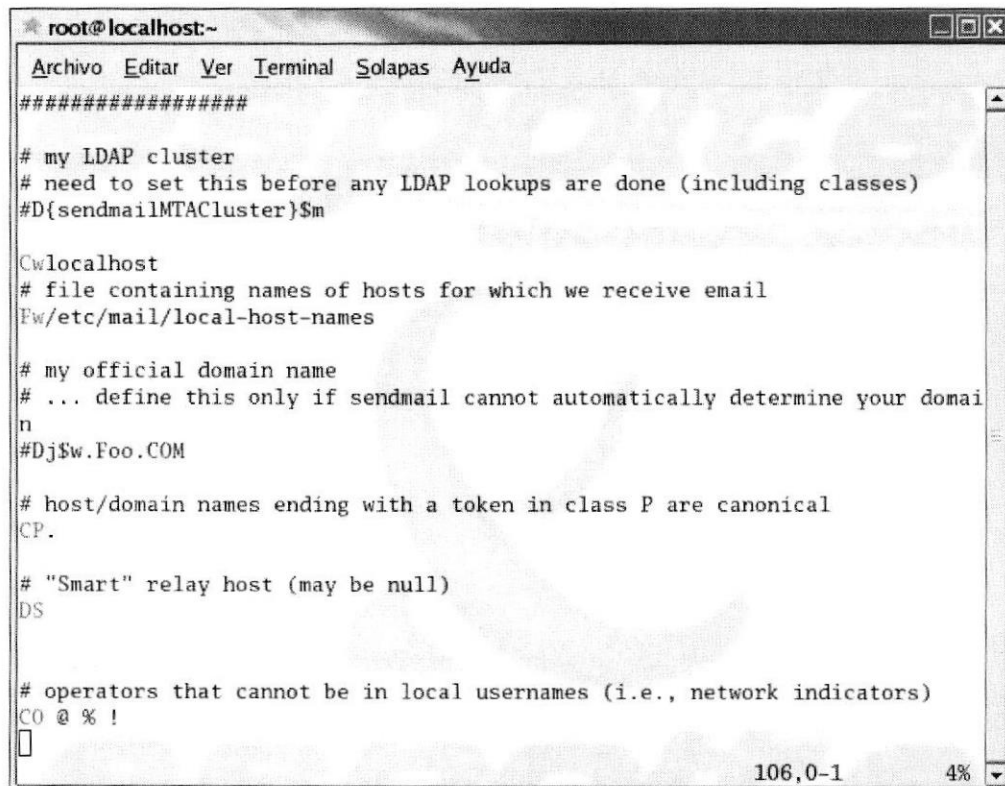 root@localhost:~
Archivo Editar Ver Terminal Solapas Ayuda
##################
# my LDAP cluster
# need to set this before any LDAP lookups are done (including classes)
#D{sendmailMTACluster}$m
Cwlocalhost
# file containing names of hosts for which we receive email
Fw/etc/mail/local-host-names
# my official domain name
# ... define this only if sendmail cannot automatically determine your domai
n
#Dj$w.Foo.COM
# host/domain names ending with a token in class P are canonical
CP.
# "Smart" relay host (may be null)
DS
# operators that cannot be in local usernames (i.e., network indicators)
CO @ % !
106,0-1 4%